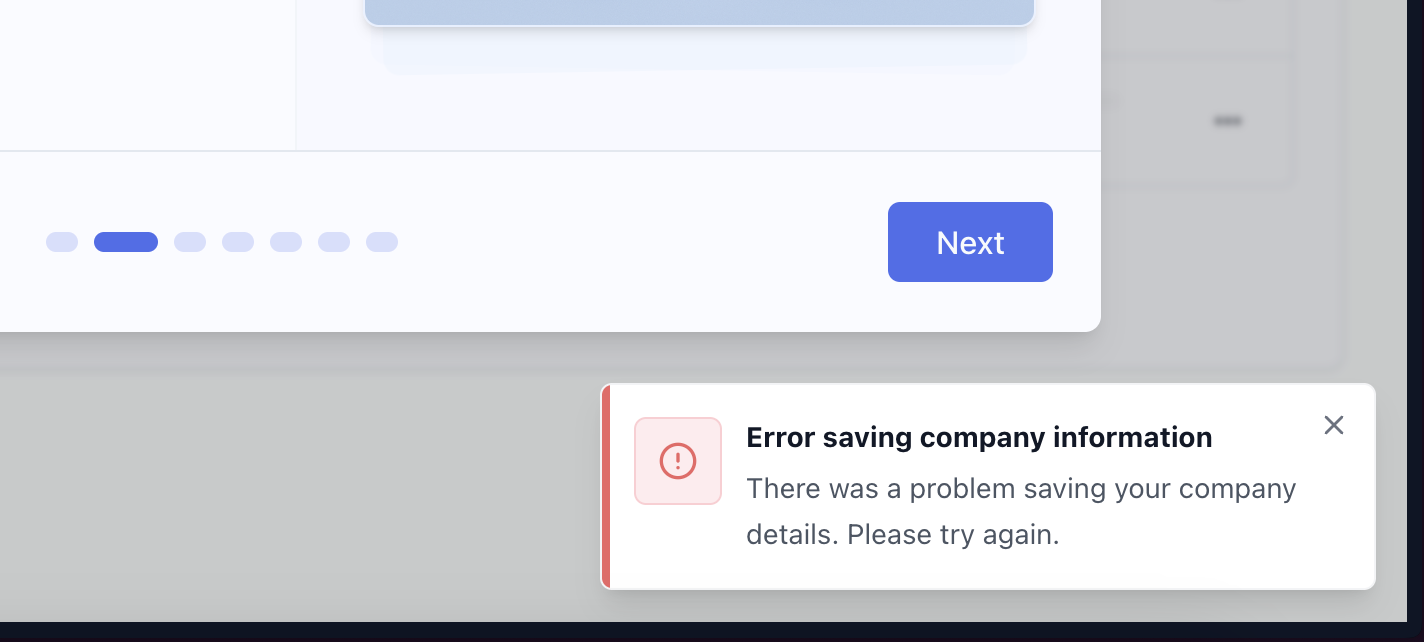 Next
Error saving company information
There was a problem saving your company
details. Please try again.